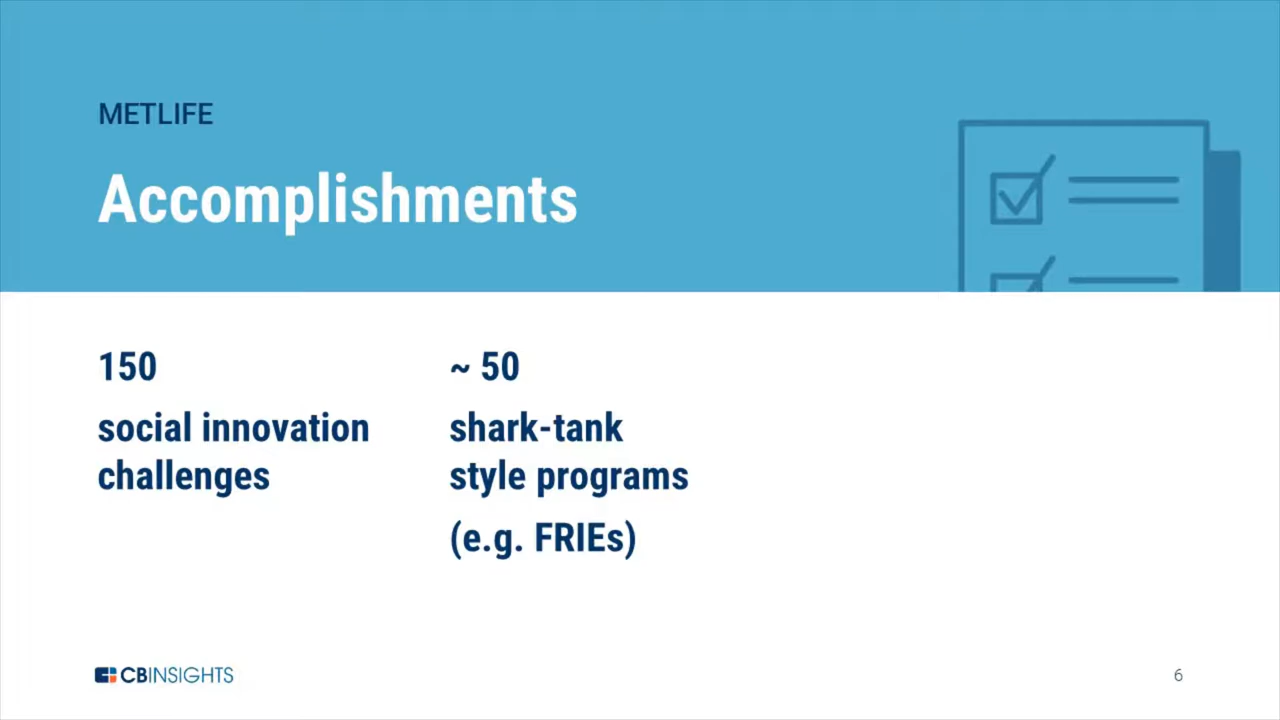 METLIFE
Accomplishments
150
social innovation
challenges
~ 50
shark-tank
style programs
(e.g. FRIEs)
CBINSIGHTS
6